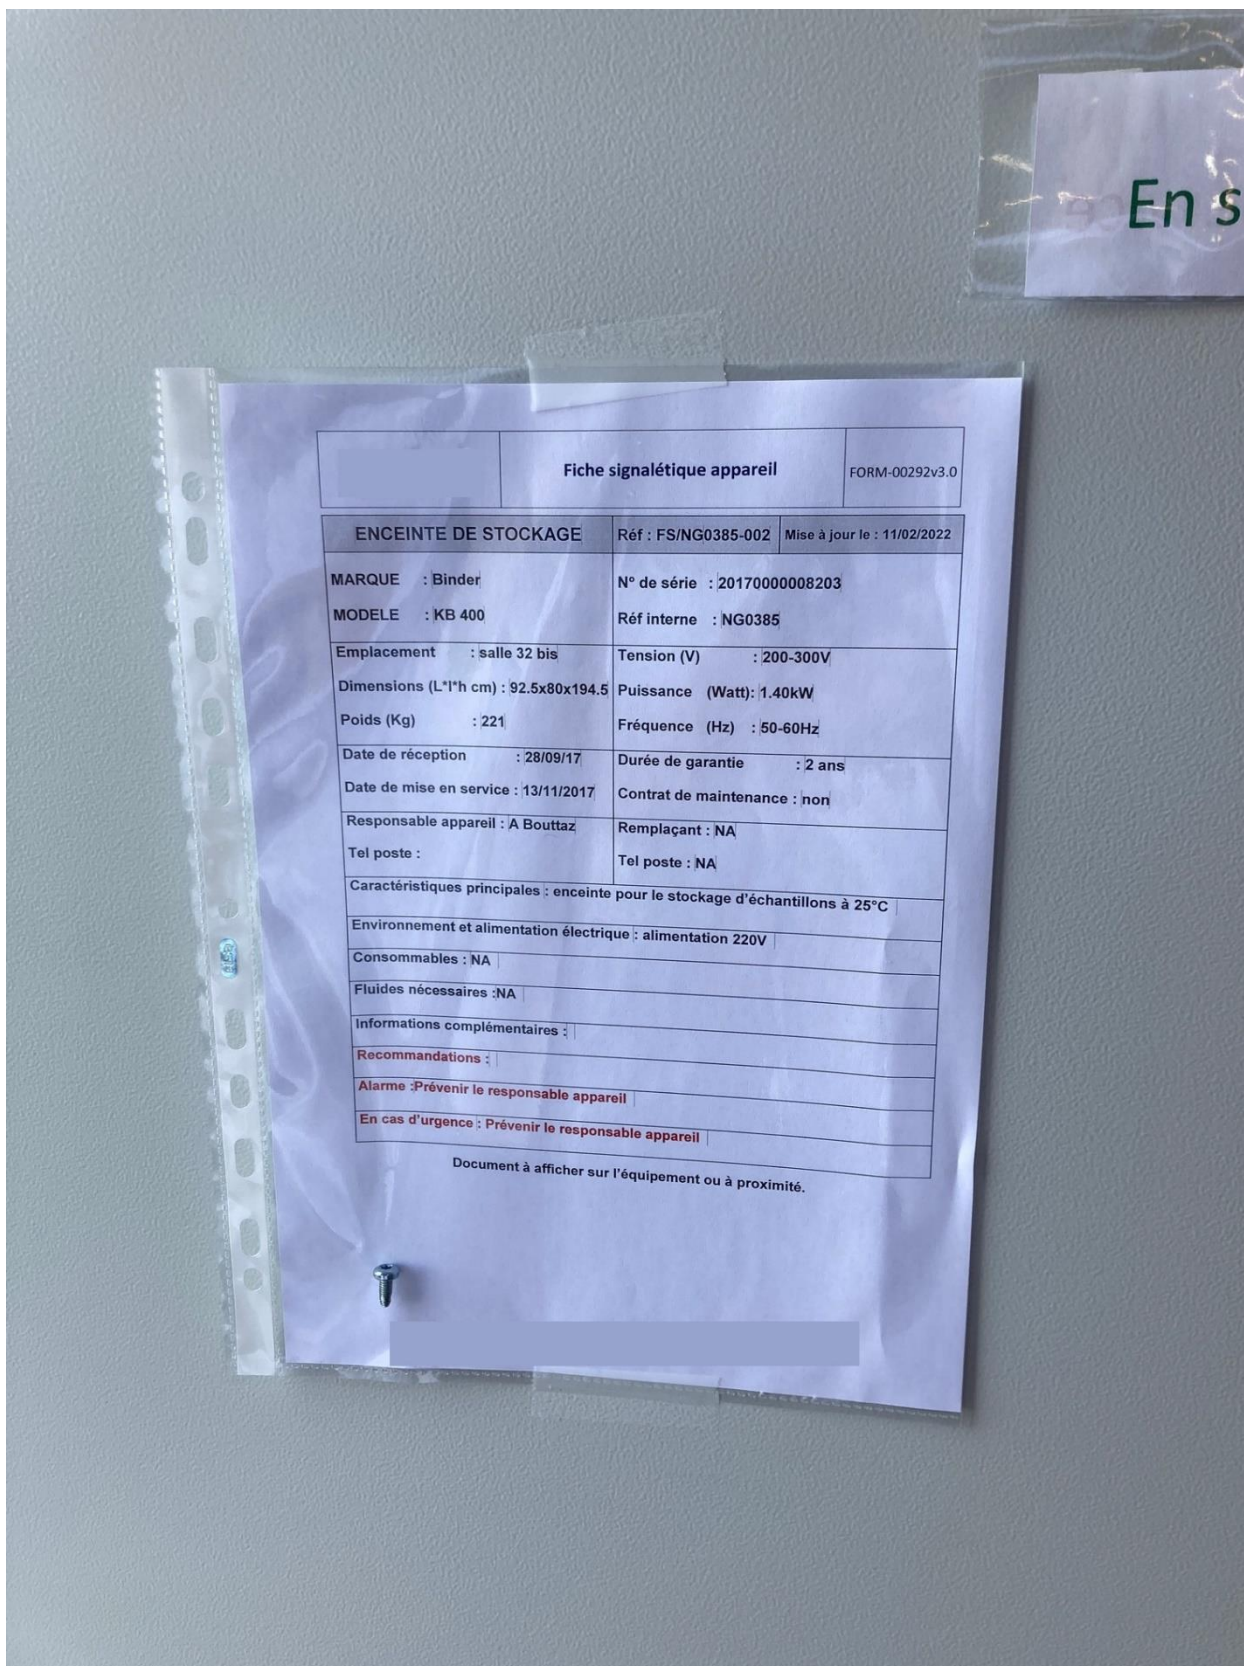 En s
Fiche signalétique appareil
FORM-00292v3.0
ENCEINTE DE STOCKAGE
Réf : FS/NG0385-002
Mise à jour le : 11/02/2022
MARQUE : Binder
N° de série : 20170000008203
MODELE : KB 400
Réf interne : NG0385
Emplacement : salle 32 bis
Tension (V) : 200-300V
Dimensions (L*l*h cm) : 92.5x80x194.5
Puissance (Watt): 1.40kW
Poids (Kg) : 221
Fréquence (Hz) : 50-60Hz
Date de réception : 28/09/17
Durée de garantie : 2 ans
Date de mise en service : 13/11/2017
Contrat de maintenance : non
Responsable appareil : A Bouttaz
Remplaçant : NA
Tel poste :
Tel poste : NA
Caractéristiques principales : enceinte pour le stockage d'échantillons à 25°C
Environnement et alimentation électrique : alimentation 220V
Consommables : NA
Fluides nécessaires :NA
Informations complémentaires :
Recommandations :
Alarme :Prévenir le responsable appareil
En cas d'urgence : Prévenir le responsable appareil
Document à afficher sur l'équipement ou à proximité.